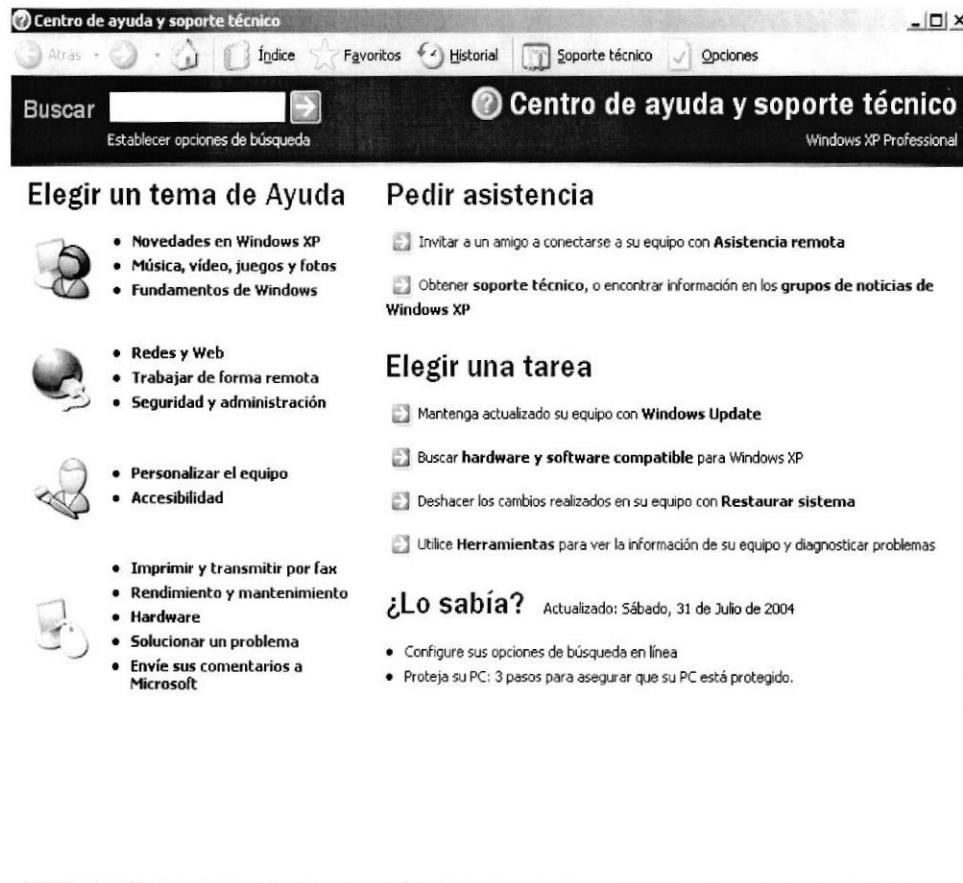 Centro de ayuda y soporte técnico
Atrás
Índice
Favoritos
Historial
Soporte técnico
Opciones
Buscar
Establecer opciones de búsqueda
Centro de ayuda y soporte técnico
Windows XP Professional
Elegir un tema de Ayuda
Novedades en Windows XP
Música, vídeo, juegos y fotos
Fundamentos de Windows
Redes y Web
Trabajar de forma remota
Seguridad y administración
Personalizar el equipo
Accesibilidad
Imprimir y transmitir por fax
Rendimiento y mantenimiento
Hardware
Solucionar un problema
Envíe sus comentarios a
Microsoft
Pedir asistencia
Invitar a un amigo a conectarse a su equipo con Asistencia remota
Obtener soporte técnico, o encontrar información en los grupos de noticias de
Windows XP
Elegir una tarea
Mantenga actualizado su equipo con Windows Update
Buscar hardware y software compatible para Windows XP
Deshacer los cambios realizados en su equipo con Restaurar sistema
Utilice Herramientas para ver la información de su equipo y diagnosticar problemas
¿Lo sabía? Actualizado: Sábado, 31 de Julio de 2004
Configure sus opciones de búsqueda en línea
Proteja su PC: 3 pasos para asegurar que su PC está protegido.